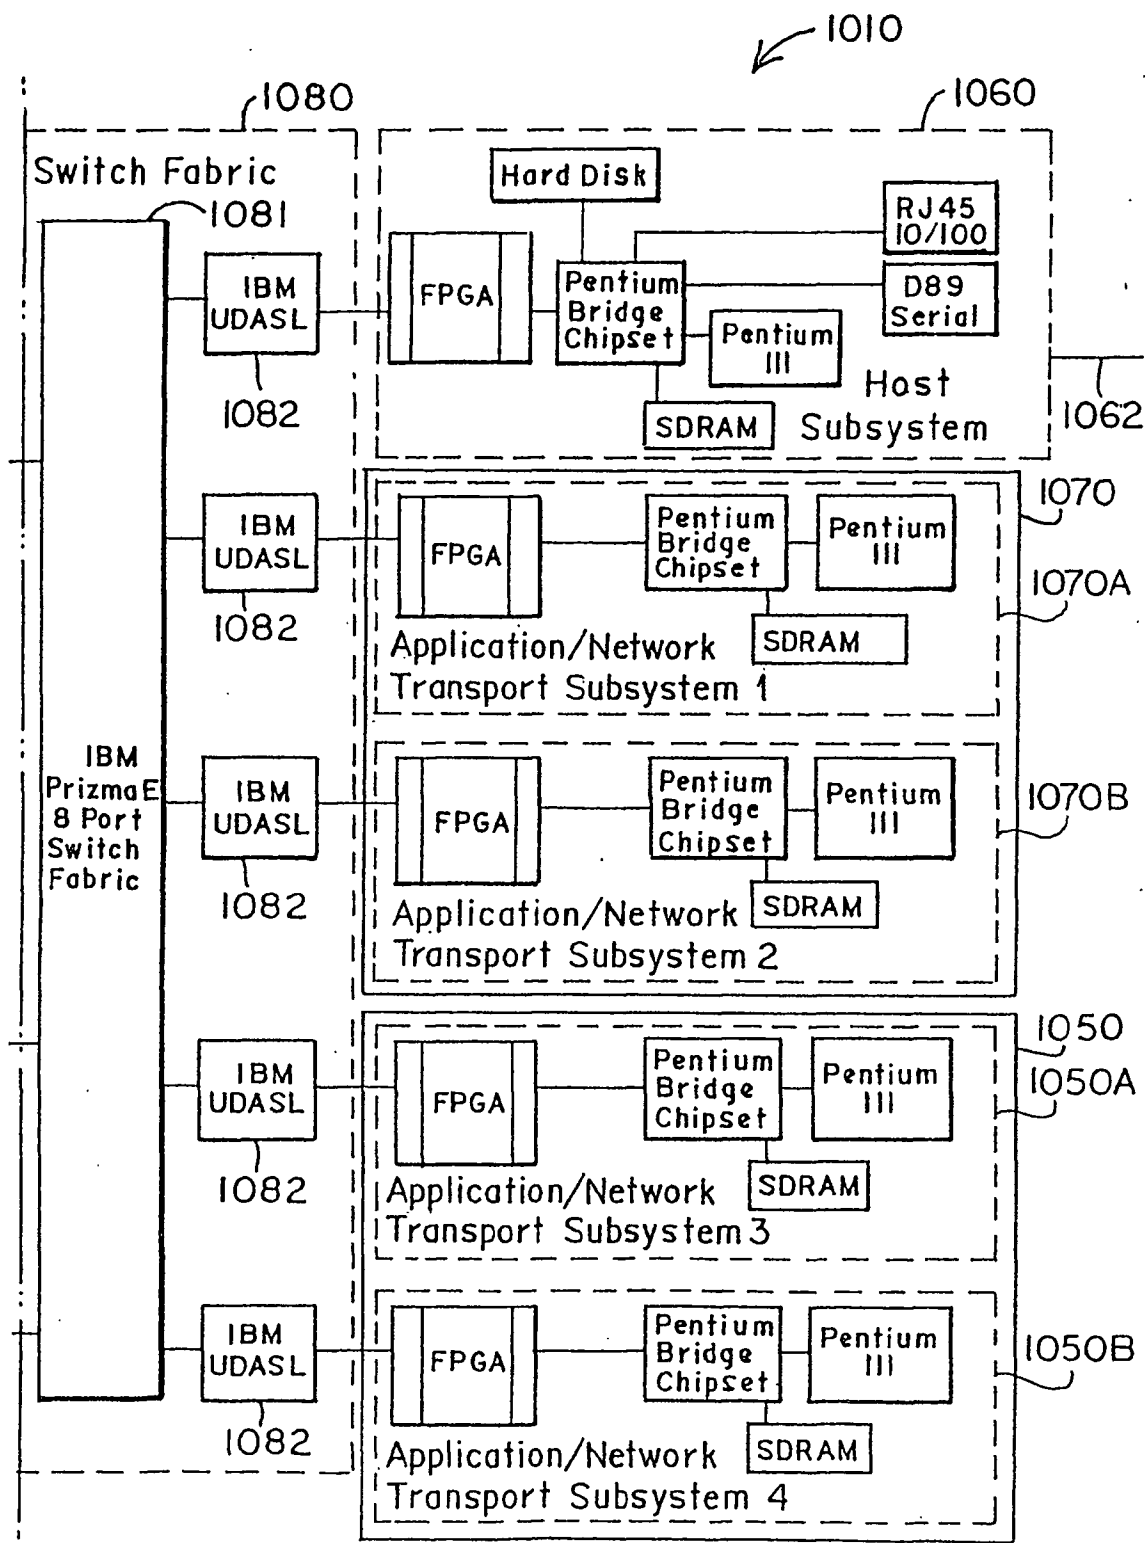 1010
1080
1060
Switch Fabric
1081
Hard Disk
RJ45
10/100
IBM
UDASL
FPGA
Pentium
Bridge
Chipset
D89
Serial
Pentium
III
SDRAM
Host
Subsystem
1082
1062
IBM
UDASL
FPGA
Pentium
Bridge
Chipset
Pentium
III
1070
1070A
1082
SDRAM
Application/Network
Transport Subsystem 1
IBM
PrizmaE
8 Port
Switch
Fabric
IBM
UDASL
FPGA
Pentium
Bridge
Chipset
Pentium
III
1070B
1082
SDRAM
Application/Network
Transport Subsystem 2
IBM
UDASL
FPGA
Pentium
Bridge
Chipset
Pentium
III
1050
1050A
1082
SDRAM
Application/Network
Transport Subsystem 3
IBM
UDASL
FPGA
Pentium
Bridge
Chipset
Pentium
III
1050B
1082
SDRAM
Application/Network
Transport Subsystem 4